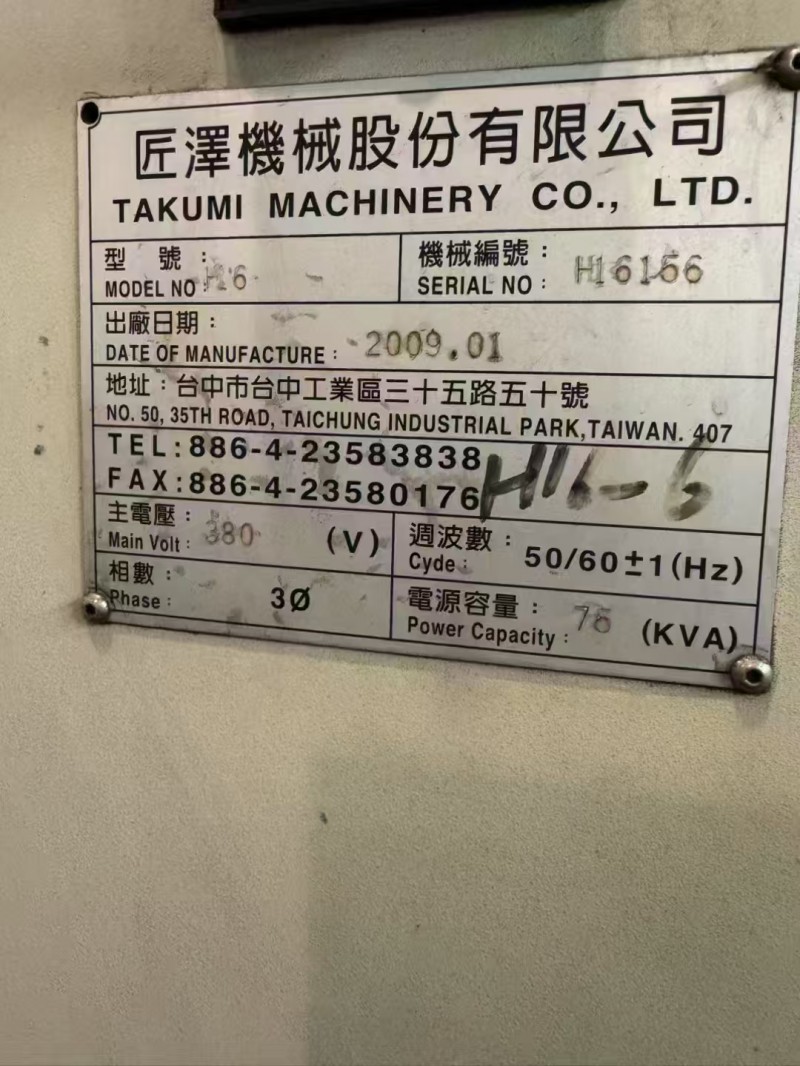 匠澤機械股份有限公司
TAKUMI MACHINERY CO., LTD.
型 號：
MODEL NO： H16
機械編號：
SERIAL NO： H16156
出廠日期：
DATE OF MANUFACTURE： 2009.01
地址：台中市台中工業區三十五路五十號
NO. 50, 35TH ROAD, TAICHUNG INDUSTRIAL PARK,TAIWAN. 407
TEL:886-4-23583838
FAX:886-4-23580176
主電壓：
Main Volt： 380 (V)
週波數：
Cyde： 50/60±1(Hz)
相數：
Phase： 3Ø
電源容量：
Power Capacity： (KVA)